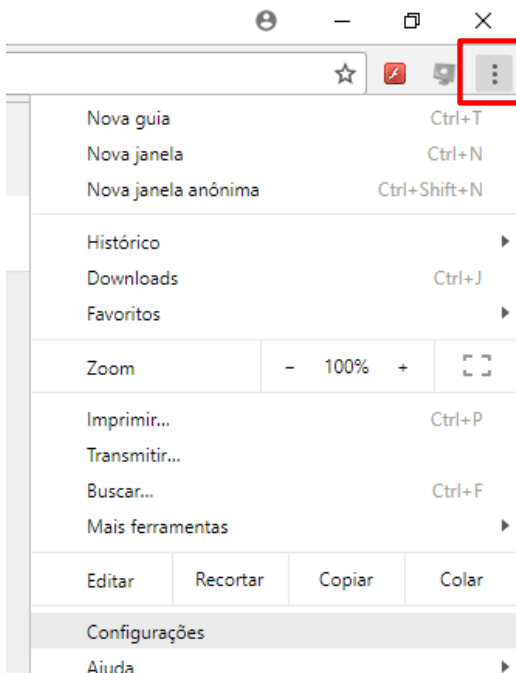 Nova guia Ctrl+T
Nova janela Ctrl+N
Nova janela anônima Ctrl+Shift+N
Histórico
Downloads Ctrl+J
Favoritos
Zoom - 100% +
Imprimir... Ctrl+P
Transmitir...
Buscar... Ctrl+F
Mais ferramentas
Editar Recortar Copiar Colar
Configurações
Ajuda